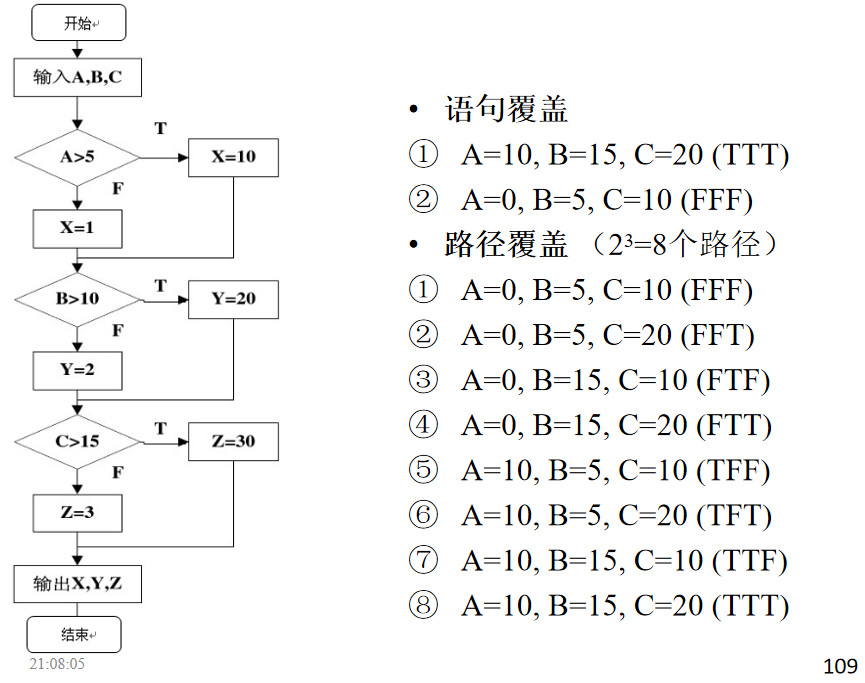 开始
输入A,B,C
T
A>5
X=10
F
X=1
T
B>10
Y=20
F
Y=2
T
C>15
Z=30
F
Z=3
输出X,Y,Z
结束
21:08:05
• 语句覆盖
① A=10, B=15, C=20 (TTT)
② A=0, B=5, C=10 (FFF)
• 路径覆盖 （2³=8个路径）
① A=0, B=5, C=10 (FFF)
② A=0, B=5, C=20 (FFT)
③ A=0, B=15, C=10 (FTF)
④ A=0, B=15, C=20 (FTT)
⑤ A=10, B=5, C=10 (TFF)
⑥ A=10, B=5, C=20 (TFT)
⑦ A=10, B=15, C=10 (TTF)
⑧ A=10, B=15, C=20 (TTT)
109